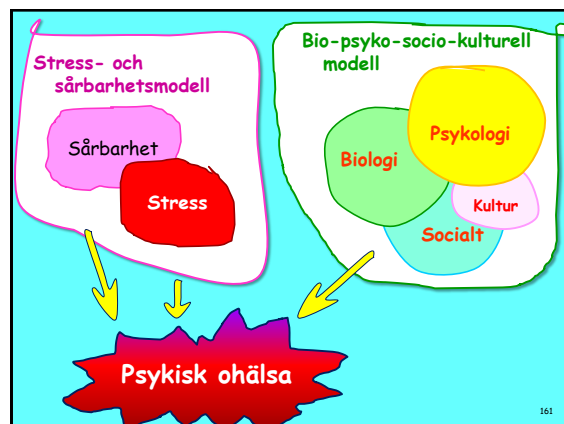 Stress- och
sårbarhetsmodell
Sårbarhet
Stress
Bio-psyko-socio-kulturell
modell
Psykologi
Biologi
Kultur
Socialt
Psykisk ohälsa
161